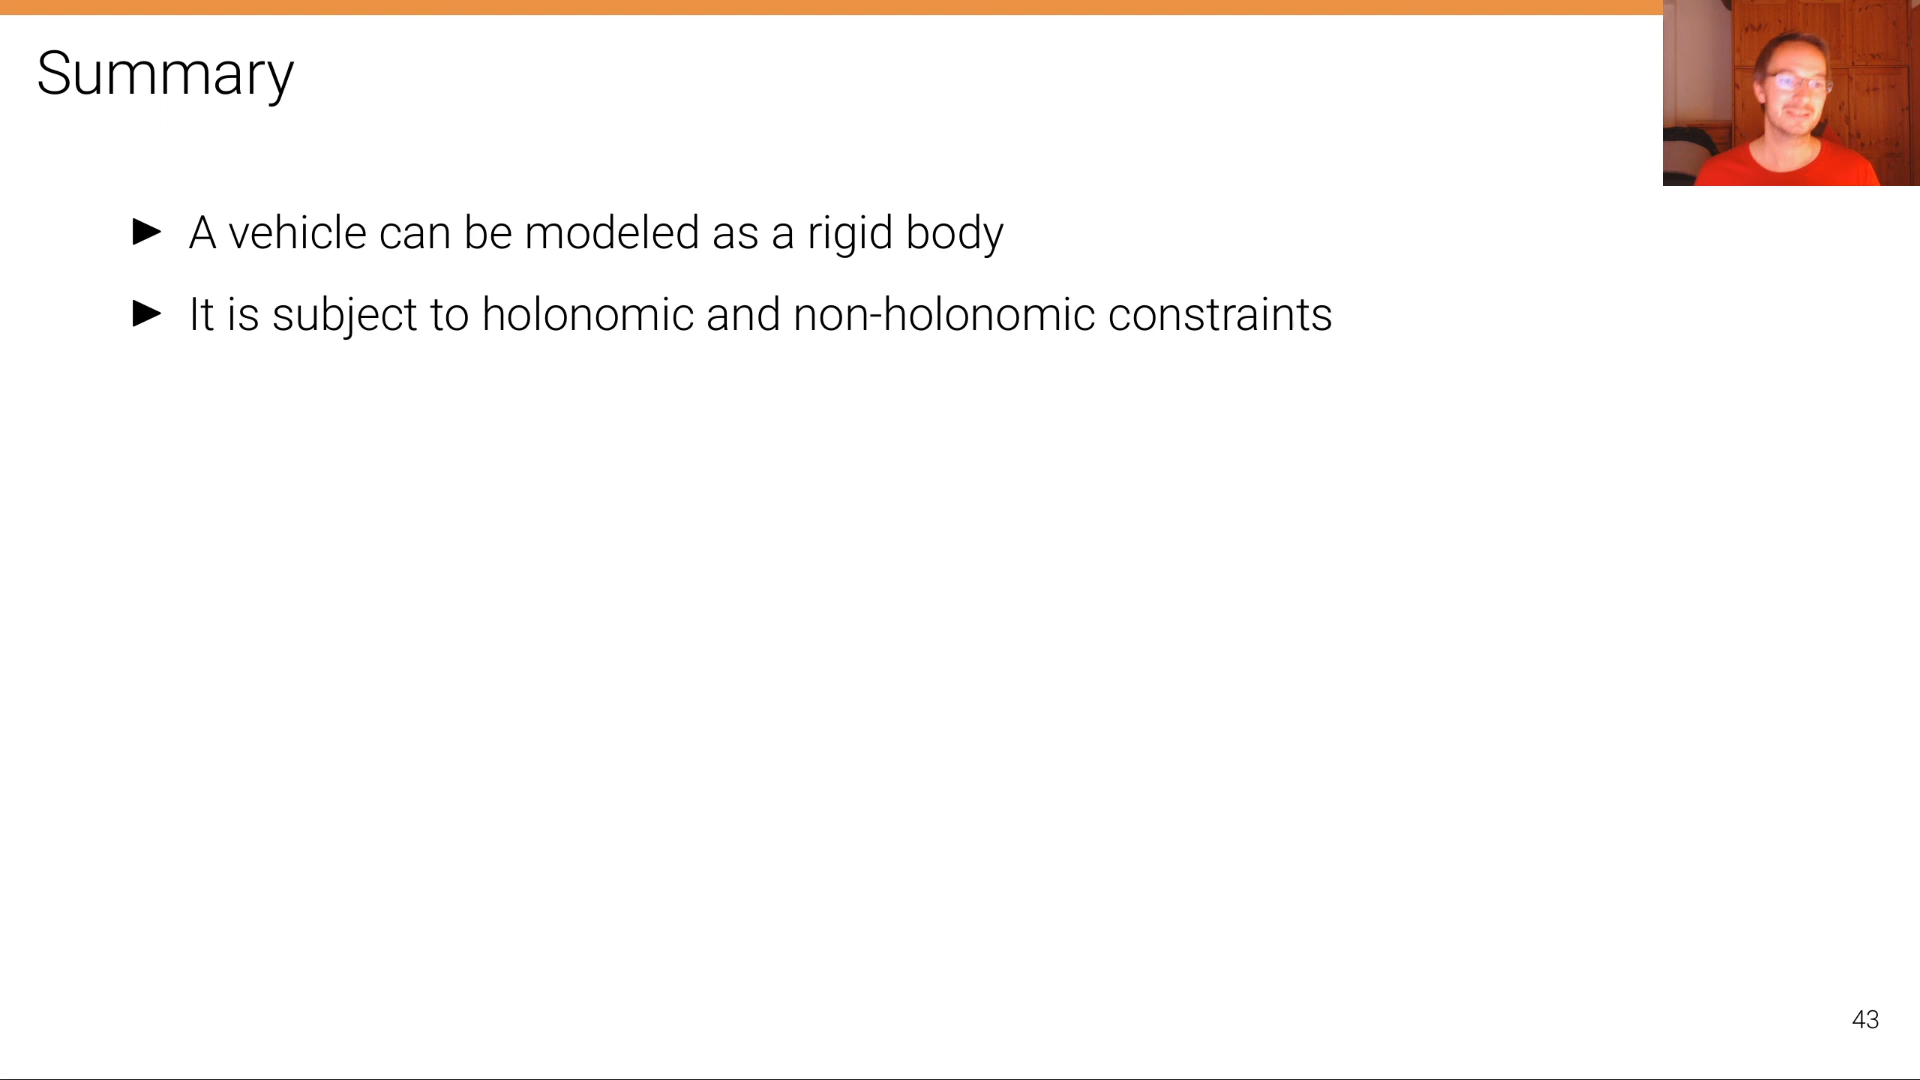 Summary
► A vehicle can be modeled as a rigid body
► It is subject to holonomic and non-holonomic constraints
43